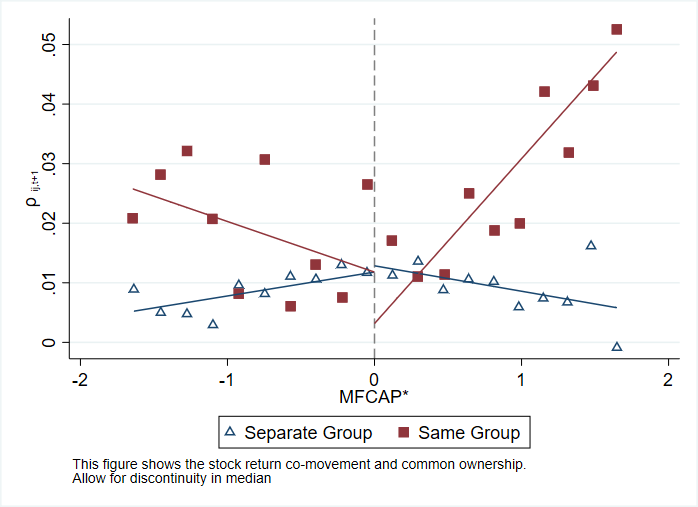 .05
.04
.03
.02
.01
0
ρ ij,t+1
-2 -1 0 1 2
MFCAP*
Separate Group Same Group
This figure shows the stock return co-movement and common ownership.
Allow for discontinuity in median